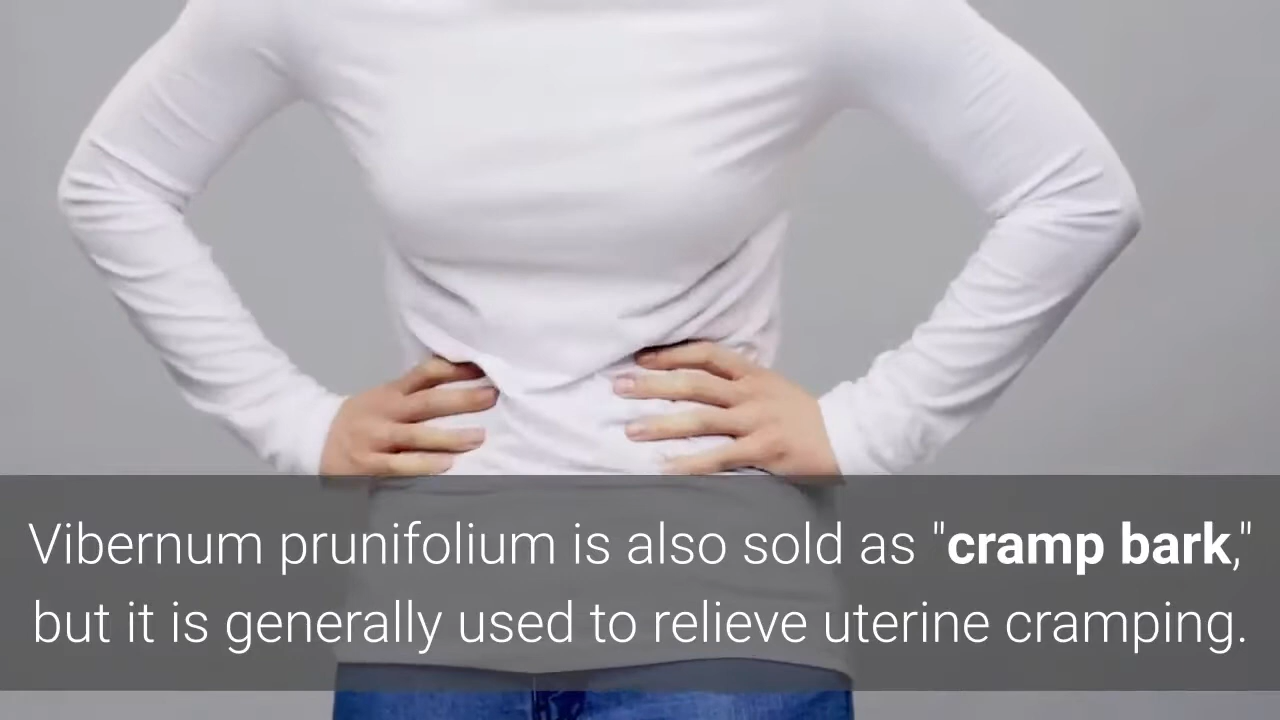 Vibernum prunifolium is also sold as "cramp bark,"
but it is generally used to relieve uterine cramping.